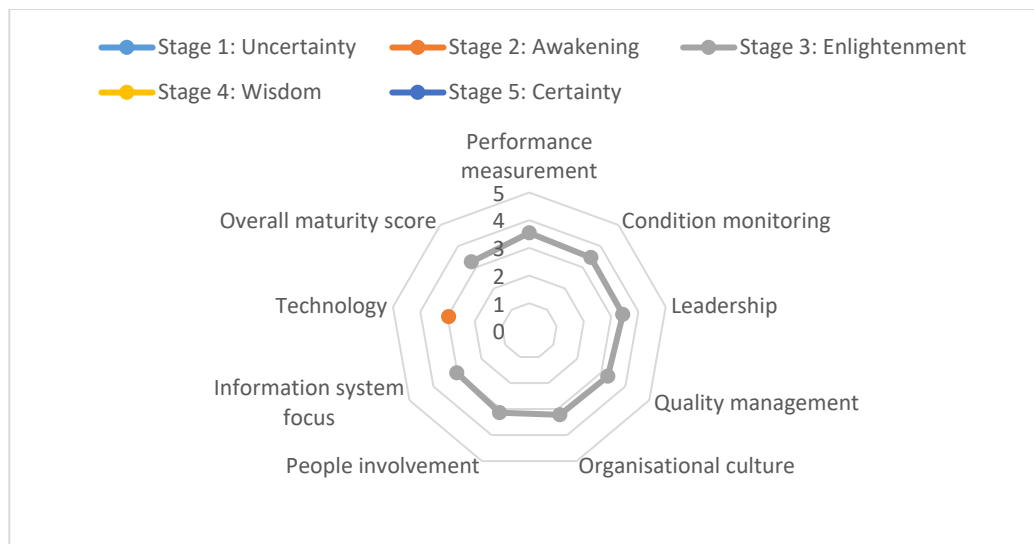 Stage 1: Uncertainty
Stage 2: Awakening
Stage 3: Enlightenment
Stage 4: Wisdom
Stage 5: Certainty
Performance
measurement
5
4
3
2
1
0
Condition monitoring
Leadership
Quality management
Organisational culture
People involvement
Information system
focus
Technology
Overall maturity score